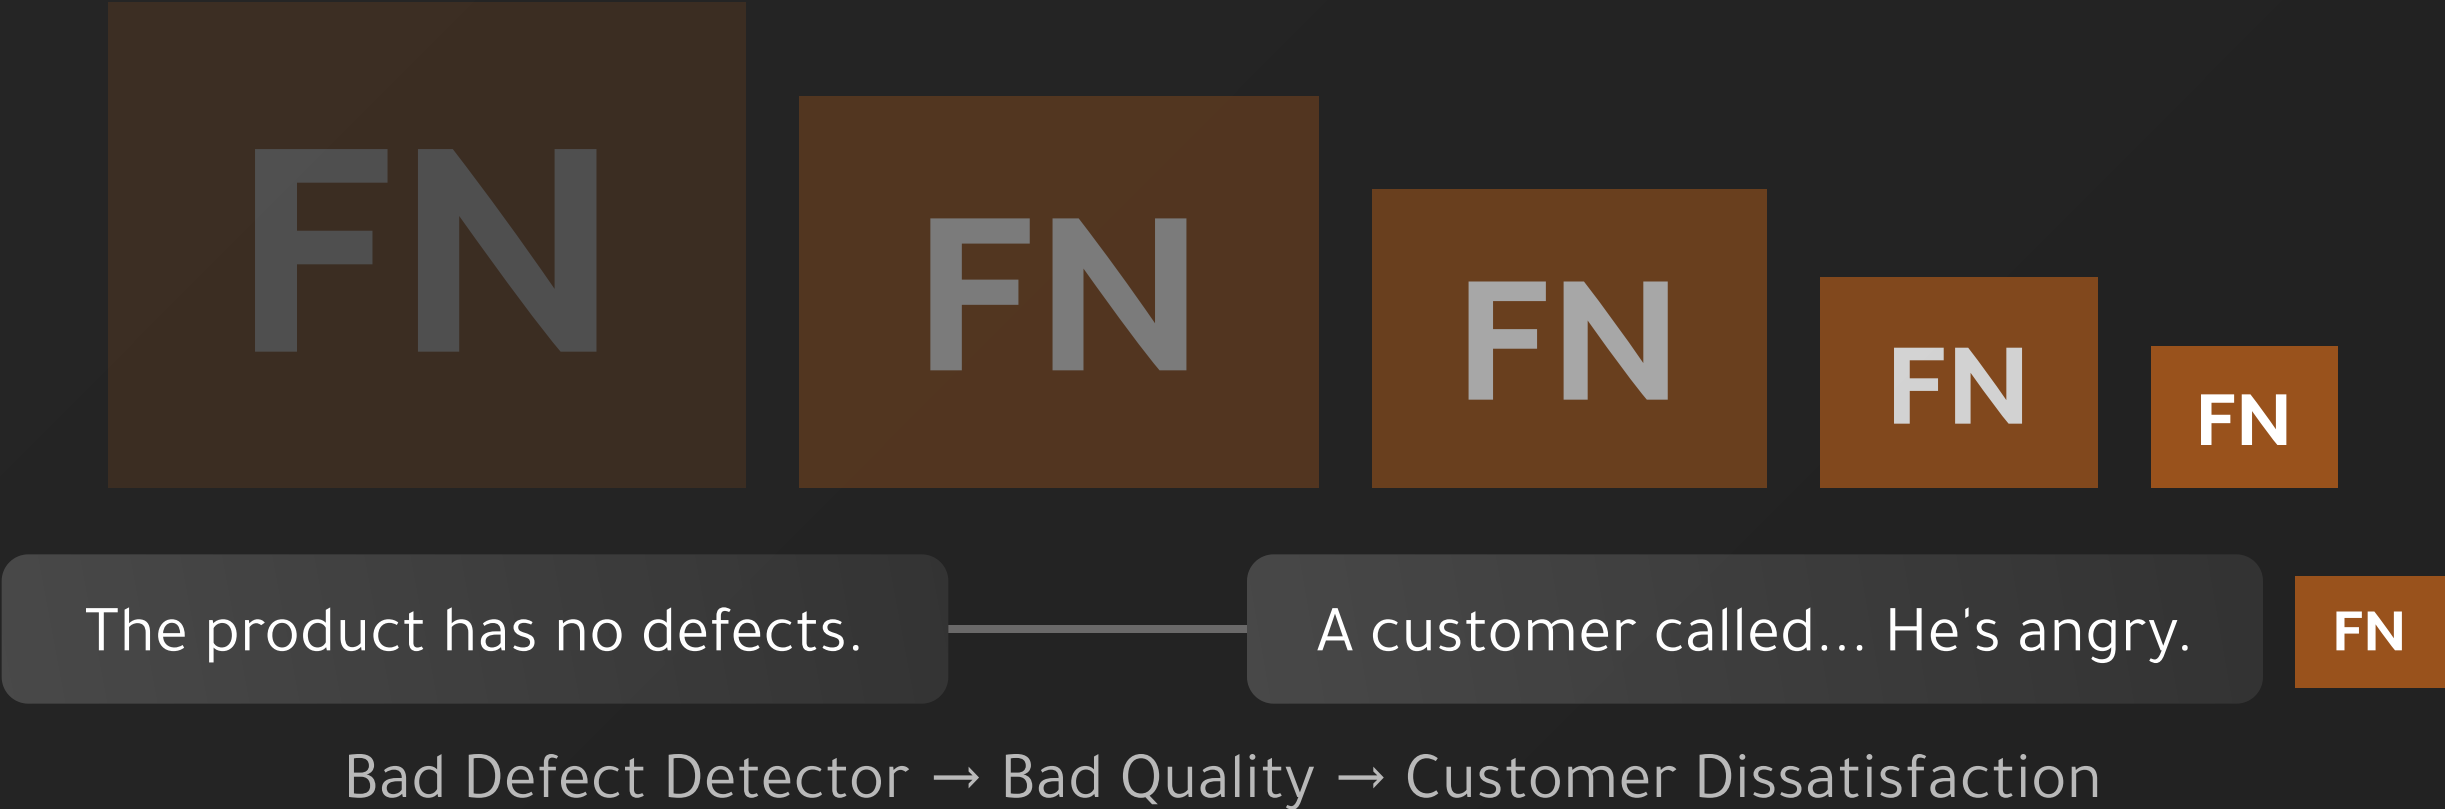 FN FN FN FN FN
The product has no defects. A customer called... He's angry. FN
Bad Defect Detector → Bad Quality → Customer Dissatisfaction